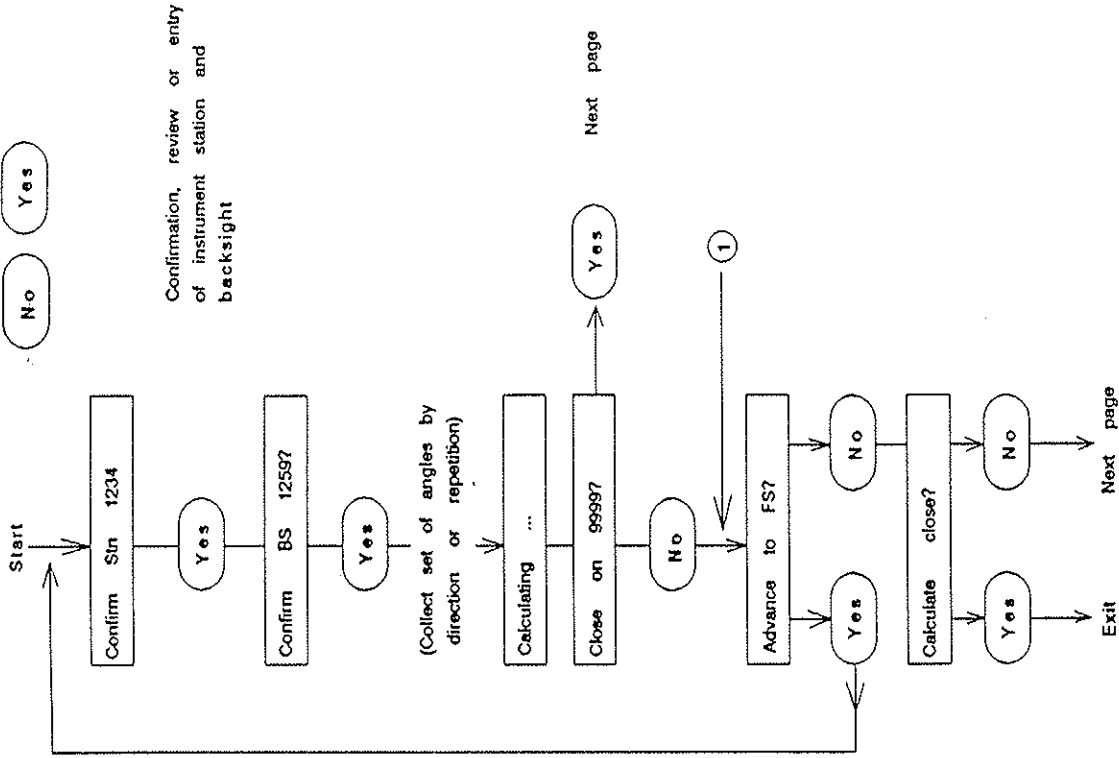 No
Yes
Start
Confirm Stn 1234
Yes
Confirmation, review or entry
of instrument station and
backsight
Confirm BS 1259?
Yes
(Collect set of angles by
direction or repetition)
Calculating ...
Close on 9999?
Yes
Next page
No
1
Advance to FS?
Yes
No
Calculate close?
Yes
No
Exit
Next page